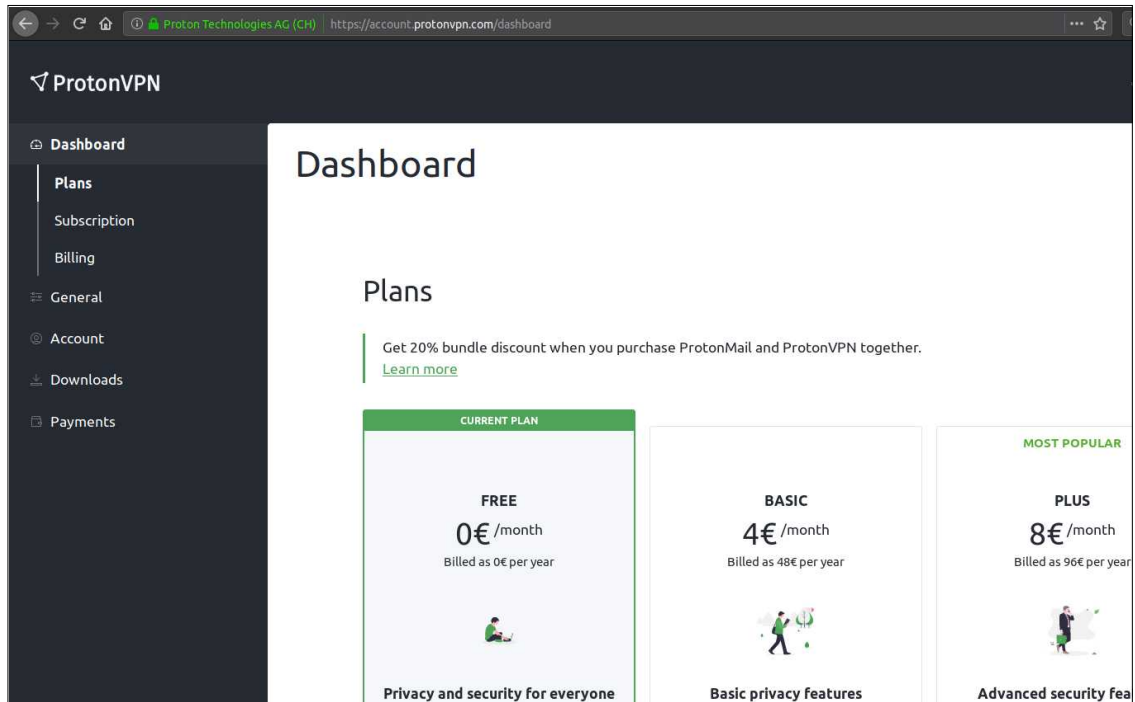 Proton Technologies AG (CH) https://account.protonvpn.com/dashboard
ProtonVPN
Dashboard
Plans
Subscription
Billing
General
Account
Downloads
Payments
Dashboard
Plans
Get 20% bundle discount when you purchase ProtonMail and ProtonVPN together.
Learn more
CURRENT PLAN
FREE
0€ /month
Billed as 0€ per year
Privacy and security for everyone
BASIC
4€ /month
Billed as 48€ per year
Basic privacy features
MOST POPULAR
PLUS
8€ /month
Billed as 96€ per year
Advanced security fea